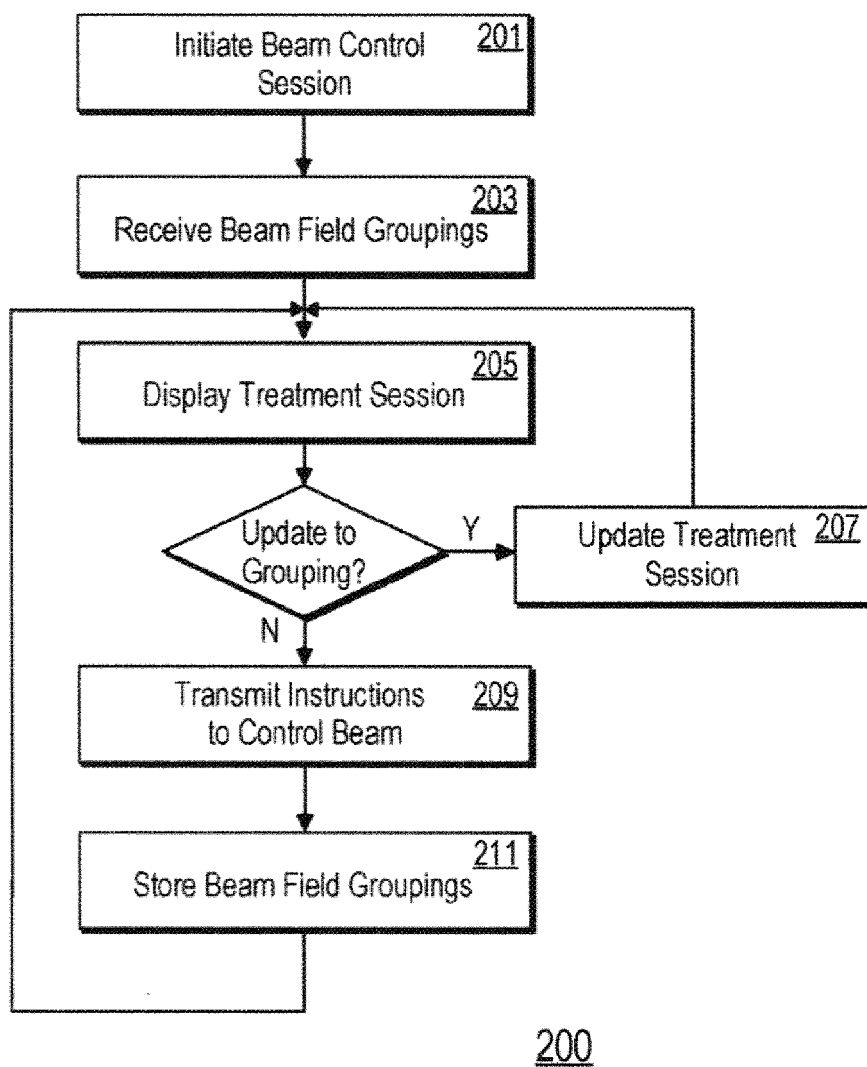 Initiate Beam Control 201
Session
203
Receive Beam Field Groupings
205
Display Treatment Session
Update to
Grouping?
Y
Update Treatment 207
Session
N
Transmit Instructions 209
to Control Beam
211
Store Beam Field Groupings
200